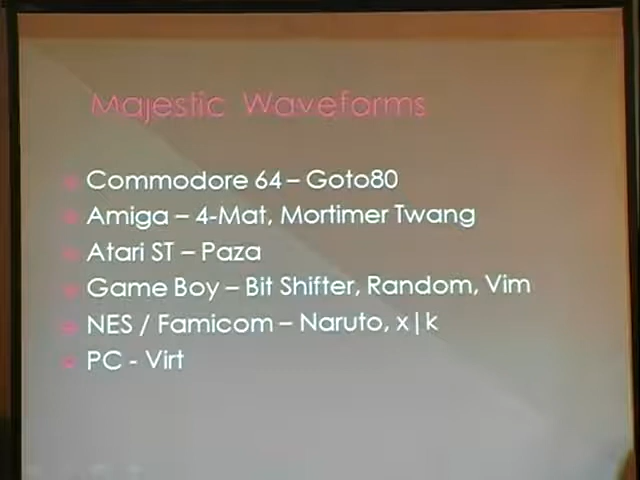 Majestic Waveforms
Commodore 64 – Goto80
Amiga – 4-Mat, Mortimer Twang
Atari ST – Paza
Game Boy – Bit Shifter, Random, Vim
NES / Famicom – Naruto, x|k
PC - Virt